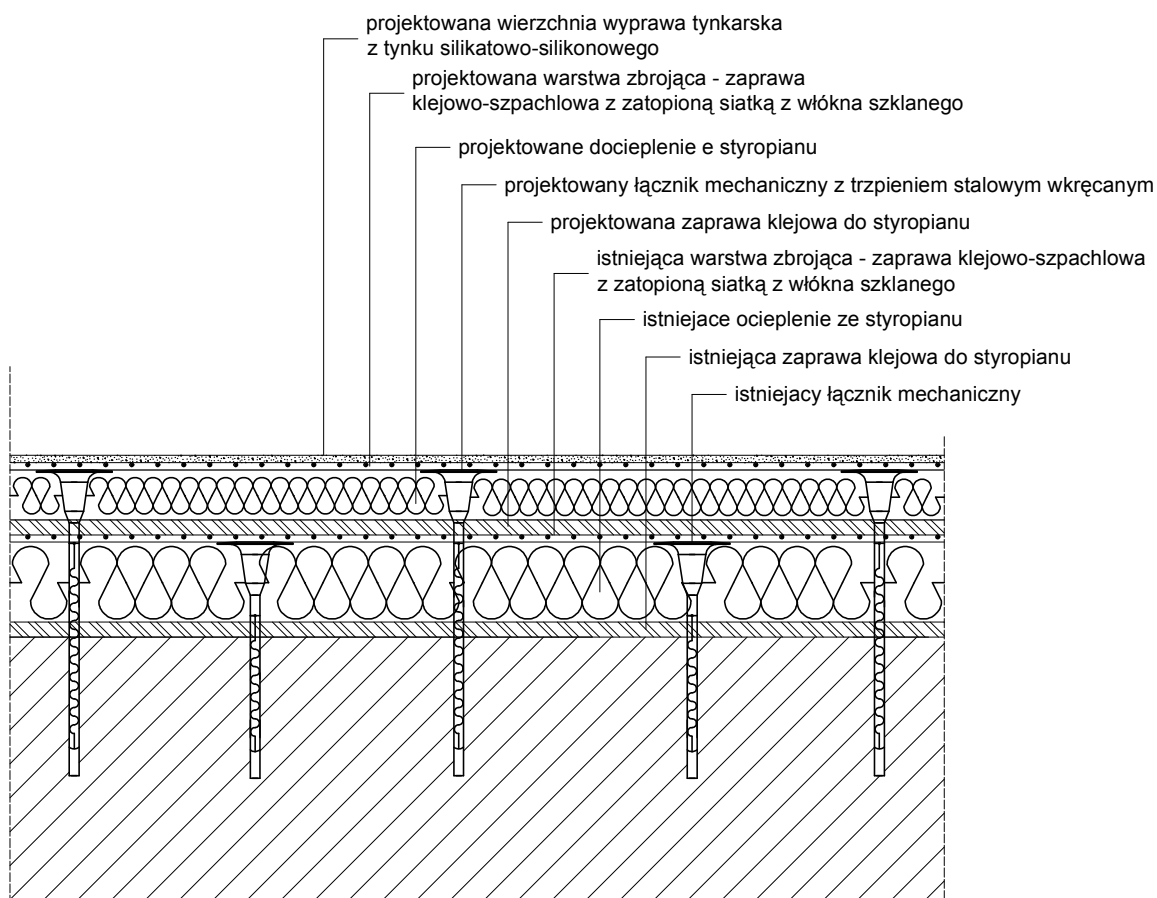 projektowana wierzchnia wyprawa tynkarska
z tynku silikatowo-silikonowego
projektowana warstwa zbrojąca - zaprawa
klejowo-szpachlowa z zatopioną siatką z włókna szklanego
projektowane docieplenie e styropianu
projektowany łącznik mechaniczny z trzpieniem stalowym wkręcanym
projektowana zaprawa klejowa do styropianu
istniejąca warstwa zbrojąca - zaprawa klejowo-szpachlowa
z zatopioną siatką z włókna szklanego
istniejace ocieplenie ze styropianu
istniejąca zaprawa klejowa do styropianu
istniejacy łącznik mechaniczny